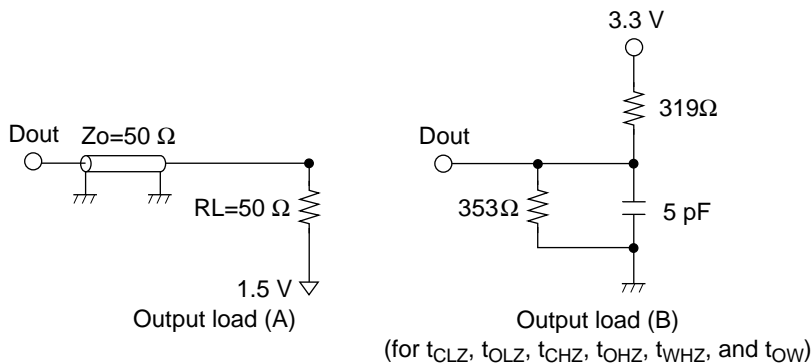 Dout
Zo=50 Ω
RL=50 Ω
1.5 V
Output load (A)
3.3 V
319Ω
Dout
353Ω
5 pF
Output load (B)
(for tCLZ, tOLZ, tCHZ, tOHZ, tWHZ, and tOW)